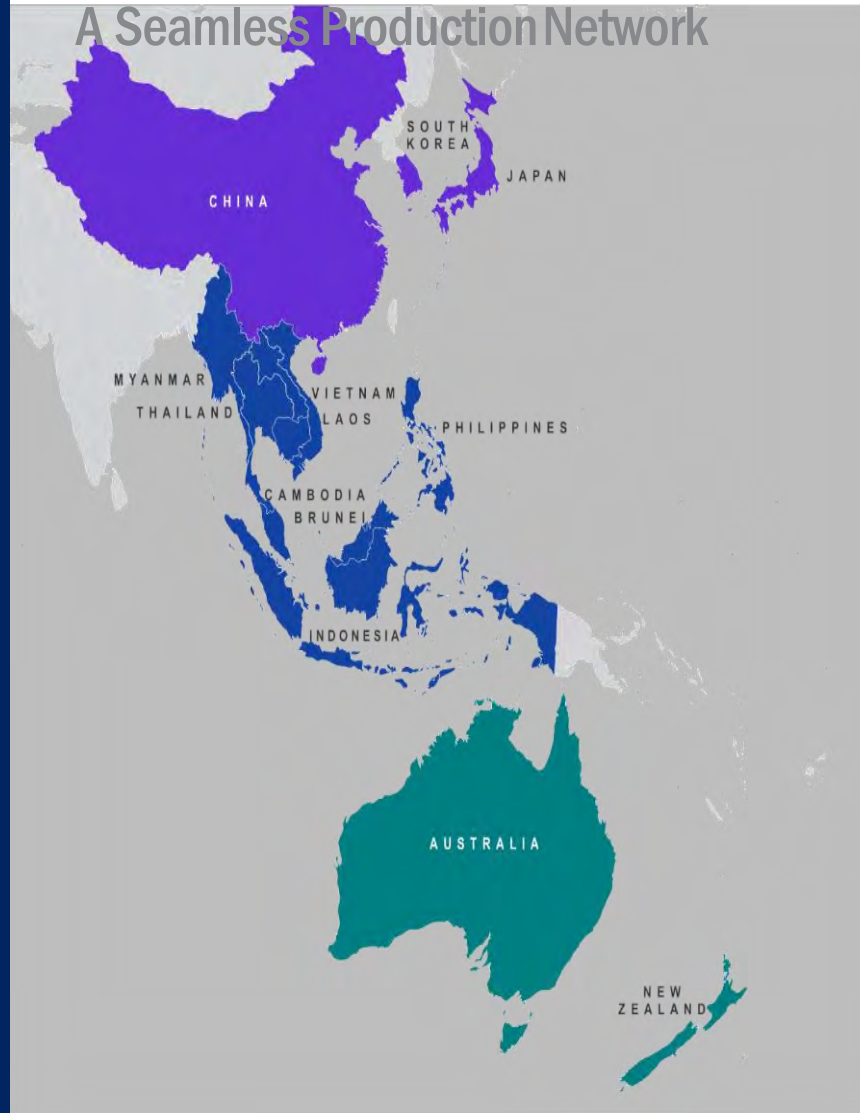 A Seamless Production Network
SOUTH
KOREA
JAPAN
CHINA
MYANMAR
THAILAND
VIETNAM
LAOS
PHILIPPINES
CAMBODIA
BRUNEI
INDONESIA
AUSTRALIA
NEW
ZEALAND